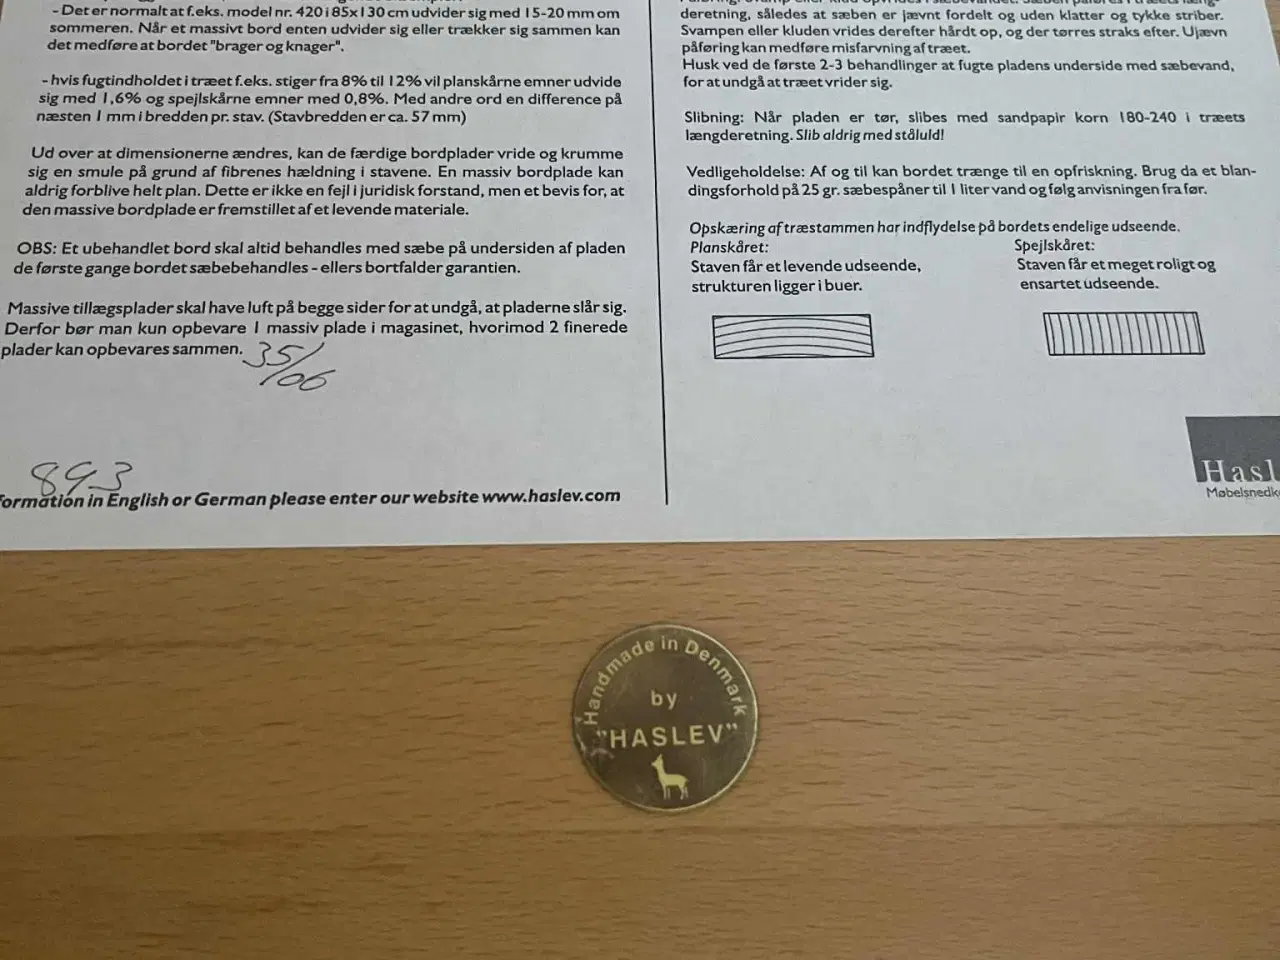 - Det er normalt at f.eks. model nr. 420 i 85x130 cm udvider sig med 15-20 mm om
sommeren. Når et massivt bord enten udvider sig eller trækker sig sammen kan
det medføre at bordet "brager og knager".
- hvis fugtindholdet i træet f.eks. stiger fra 8% til 12% vil planskårne emner udvide
sig med 1,6% og spejlskårne emner med 0,8%. Med andre ord en difference på
næsten 1 mm i bredden pr. stav. (Stavbredden er ca. 57 mm)
Ud over at dimensionerne ændres, kan de færdige bordplader vride og krumme
sig en smule på grund af fibrenes hældning i stavene. En massiv bordplade kan
aldrig forblive helt plan. Dette er ikke en fejl i juridisk forstand, men et bevis for, at
den massive bordplade er fremstillet af et levende materiale.
OBS: Et ubehandlet bord skal altid behandles med sæbe på undersiden af pladen
de første gange bordet sæbebehandles - ellers bortfalder garantien.
Massive tillægsplader skal have luft på begge sider for at undgå, at pladerne slår sig.
Derfor bør man kun opbevare 1 massiv plade i magasinet, hvorimod 2 finerede
plader kan opbevares sammen.
35/06
893
formation in English or German please enter our website www.haslev.com
deretning, således at sæben er jævnt fordelt og uden klatter og tykke striber.
Svampen eller kluden vrides derefter hårdt op, og der tørres straks efter. Ujævn
påføring kan medføre misfarvning af træet.
Husk ved de første 2-3 behandlinger at fugte pladens underside med sæbevand,
for at undgå at træet vrider sig.
Slibning: Når pladen er tør, slibes med sandpapir korn 180-240 i træets
længderetning. Slib aldrig med ståluld!
Vedligeholdelse: Af og til kan bordet trænge til en opfriskning. Brug da et blan-
dingsforhold på 25 gr. sæbespåner til 1 liter vand og følg anvisningen fra før.
Opskæring af træstammen har indflydelse på bordets endelige udseende.
Planskåret:
Staven får et levende udseende,
strukturen ligger i buer.
Spejlskåret:
Staven får et meget roligt og
ensartet udseende.
Hasl
Møbelsnedk
Handmade in Denmark
by
"HASLEV"